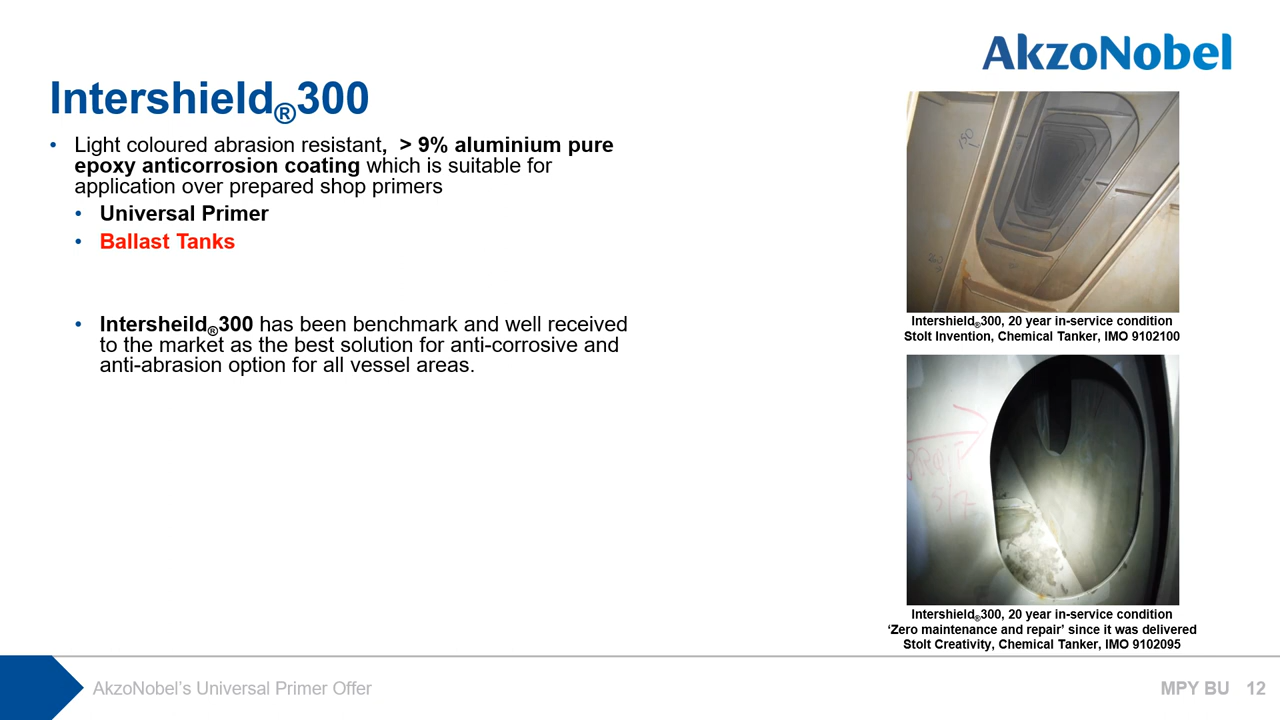 AkzoNobel
Intershield®300
• Light coloured abrasion resistant, > 9% aluminium pure
epoxy anticorrosion coating which is suitable for
application over prepared shop primers
• Universal Primer
• Ballast Tanks
• Intersheild®300 has been benchmark and well received
to the market as the best solution for anti-corrosive and
anti-abrasion option for all vessel areas.
Intershield®300, 20 year in-service condition
Stolt Invention, Chemical Tanker, IMO 9102100
Intershield®300, 20 year in-service condition
‘Zero maintenance and repair’ since it was delivered
Stolt Creativity, Chemical Tanker, IMO 9102095
AkzoNobel’s Universal Primer Offer
MPY BU 12